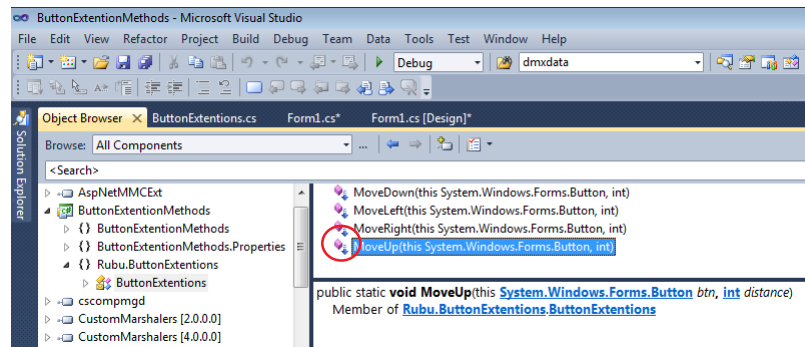 ButtonExtentionMethods - Microsoft Visual Studio
File Edit View Refactor Project Build Debug Team Data Tools Test Window Help
Debug dmxdata
Object Browser ButtonExtentions.cs Form1.cs* Form1.cs [Design]*
Solution Explorer
Browse: All Components ...
<Search>
AspNetMMCExt
ButtonExtentionMethods
{} ButtonExtentionMethods
{} ButtonExtentionMethods.Properties
{} Rubu.ButtonExtentions
ButtonExtentions
cscompmgd
CustomMarshalers [2.0.0.0]
CustomMarshalers [4.0.0.0]
MoveDown(this System.Windows.Forms.Button, int)
MoveLeft(this System.Windows.Forms.Button, int)
MoveRight(this System.Windows.Forms.Button, int)
MoveUp(this System.Windows.Forms.Button, int)
public static void MoveUp(this System.Windows.Forms.Button btn, int distance)
Member of Rubu.ButtonExtentions.ButtonExtentions